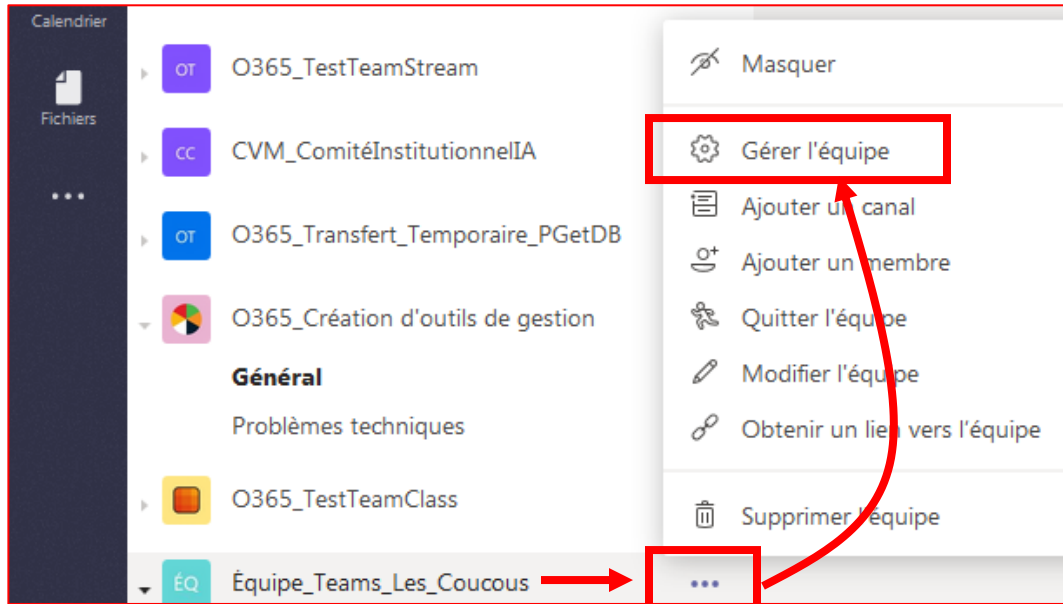 Calendrier
Fichiers
OT O365_TestTeamStream
CC CVM_ComitéInstitutionnelIA
OT O365_Transfert_Temporaire_PGetDB
O365_Création d'outils de gestion
Général
Problèmes techniques
O365_TestTeamClass
ÉQ Équipe_Teams_Les_Coucous
Masquer
Gérer l'équipe
Ajouter un canal
Ajouter un membre
Quitter l'équipe
Modifier l'équipe
Obtenir un lien vers l'équipe
Supprimer l'équipe